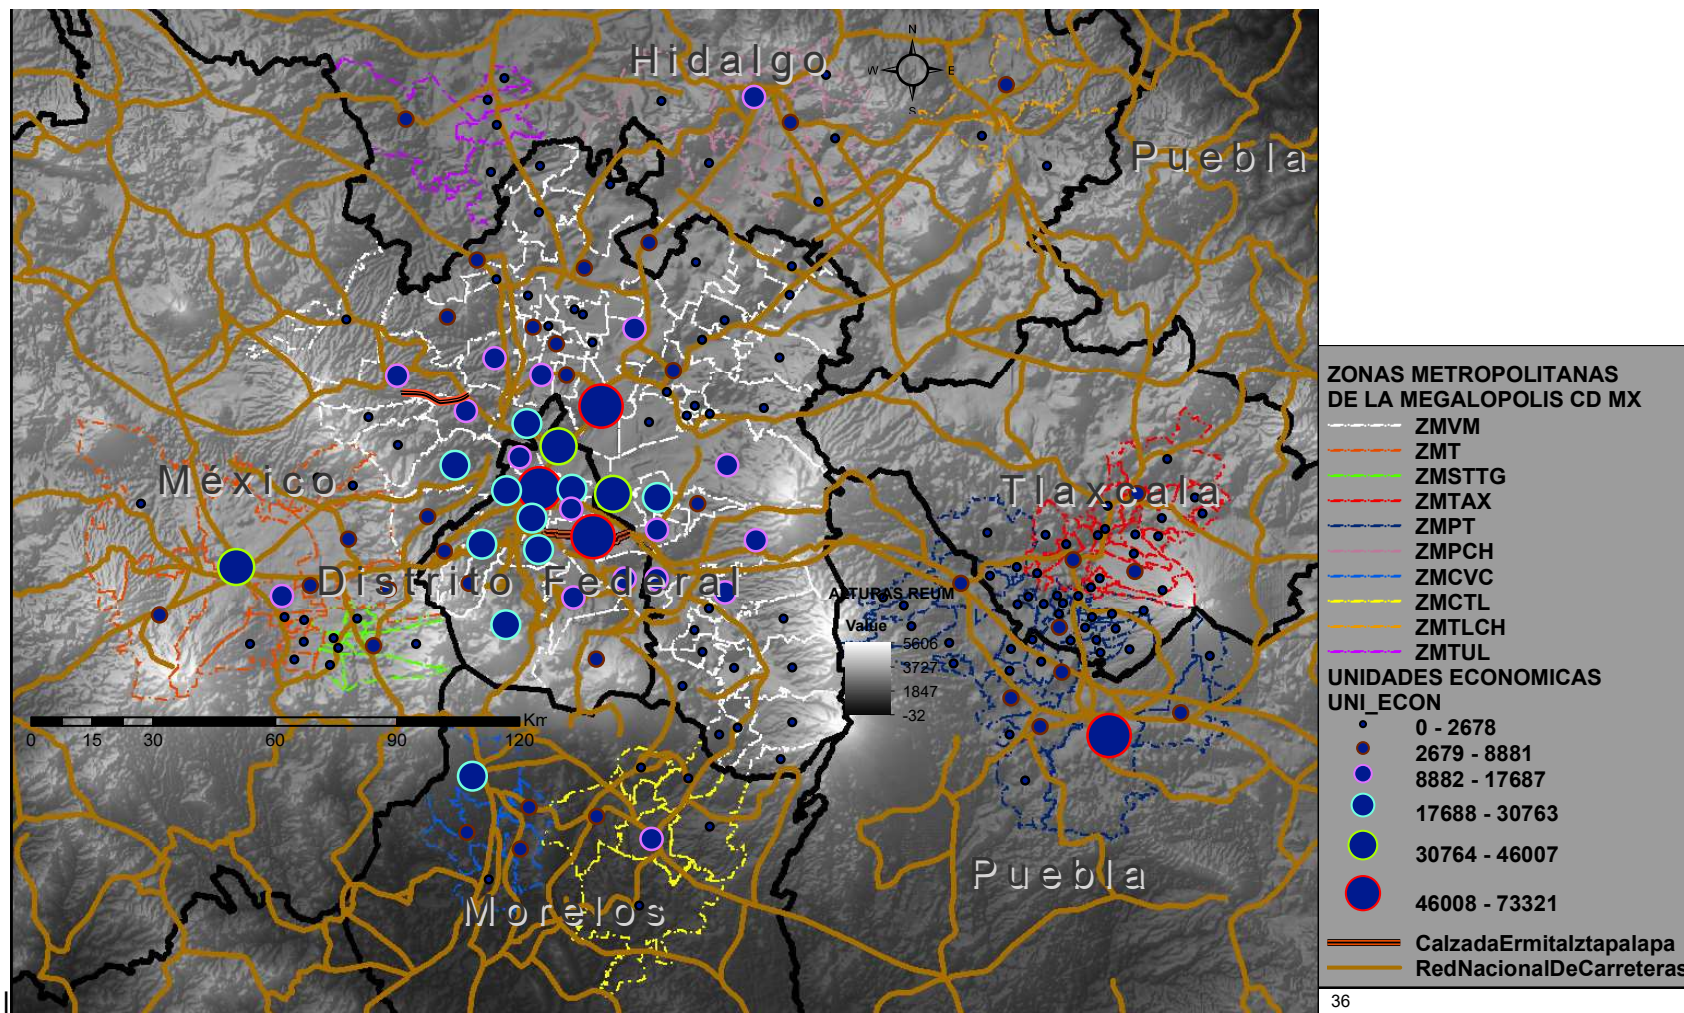 Hidalgo
N
W E
S
Puebla
México
Tlaxcala
Distrito Federal
ALTURAS REUM
Value
5606
3727
1847
-32
Km
0 15 30 60 90 120
Puebla
Morelos
ZONAS METROPOLITANAS
DE LA MEGALOPOLIS CD MX
ZMVM
ZMT
ZMSTTG
ZMTAX
ZMPT
ZMPCH
ZMCVC
ZMCTL
ZMTLCH
ZMTUL
UNIDADES ECONOMICAS
UNI_ECON
0 - 2678
2679 - 8881
8882 - 17687
17688 - 30763
30764 - 46007
46008 - 73321
CalzadaErmitaIztapalapa
RedNacionalDeCarreteras
36